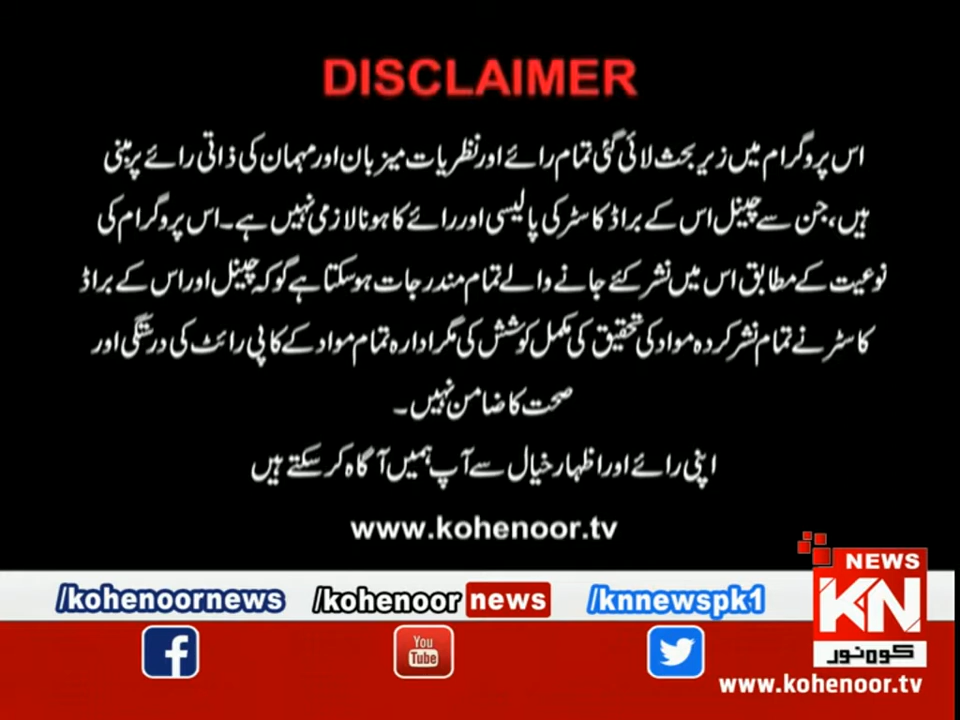 DISCLAIMER
اس پروگرام میں زیر بحث لائی گئی تمام رائے اور نظریات میزبان اور مہمان کی ذاتی رائے پر مبنی
ہیں، جن سے چینل اس کے براڈ کاسٹر کی پالیسی اور رائے کا ہونا لازمی نہیں ہے۔ اس پروگرام کی
نوعیت کے مطابق اس میں نشر کئے جانے والے تمام مندرجات ہوسکتا ہے گو کہ چینل اور اس کے براڈ
کاسٹر نے تمام نشر کردہ مواد کی تحقیق کی مکمل کوشش کی مگر ادارہ تمام مواد کے کاپی رائٹ کی درستگی اور
صحت کا ضامن نہیں۔
اپنی رائے اور اظہار خیال سے آپ ہمیں آگاہ کر سکتے ہیں
www.kohenoor.tv
/kohenoornews /kohenoor news /knnewspk1
NEWS
KN
کوہ نور
You
Tube
www.kohenoor.tv